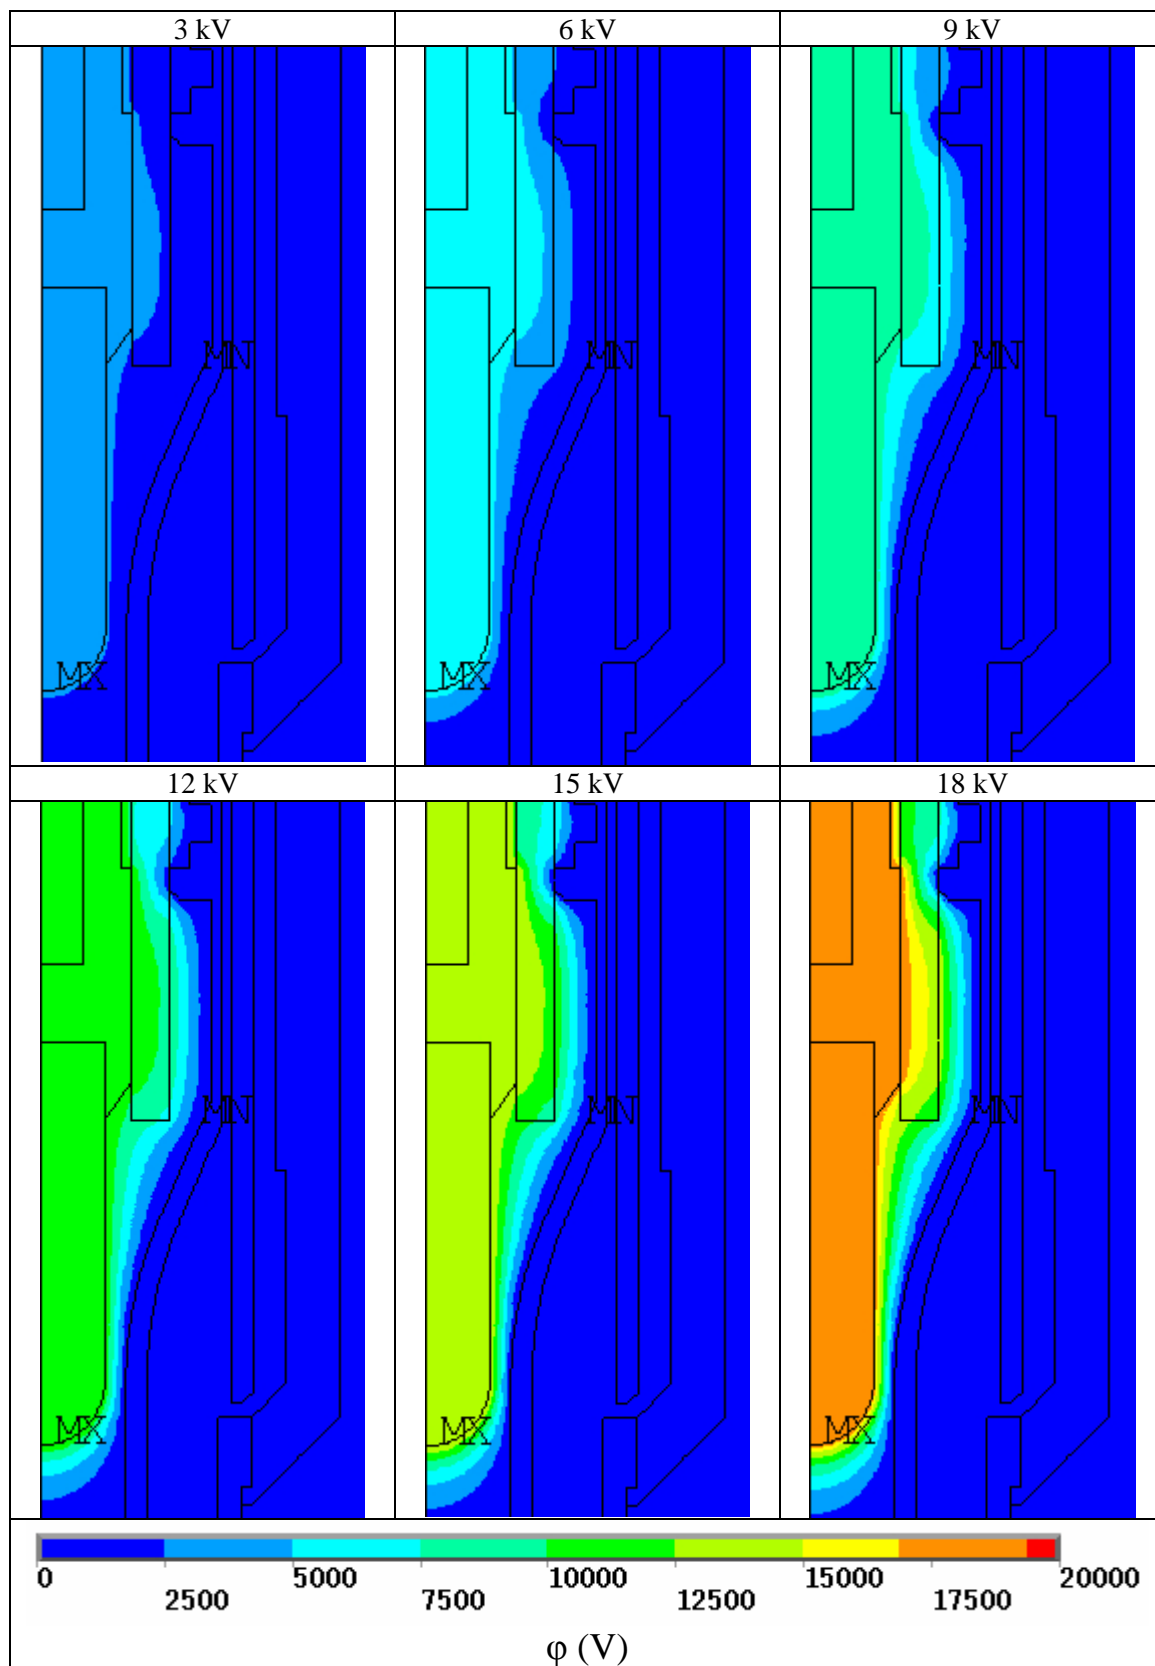 3 kV 6 kV 9 kV
MN MN MN
MX MX MX
12 kV 15 kV 18 kV
MN MN MN
MX MX MX
0 5000 10000 15000 20000
2500 7500 12500 17500
φ (V)